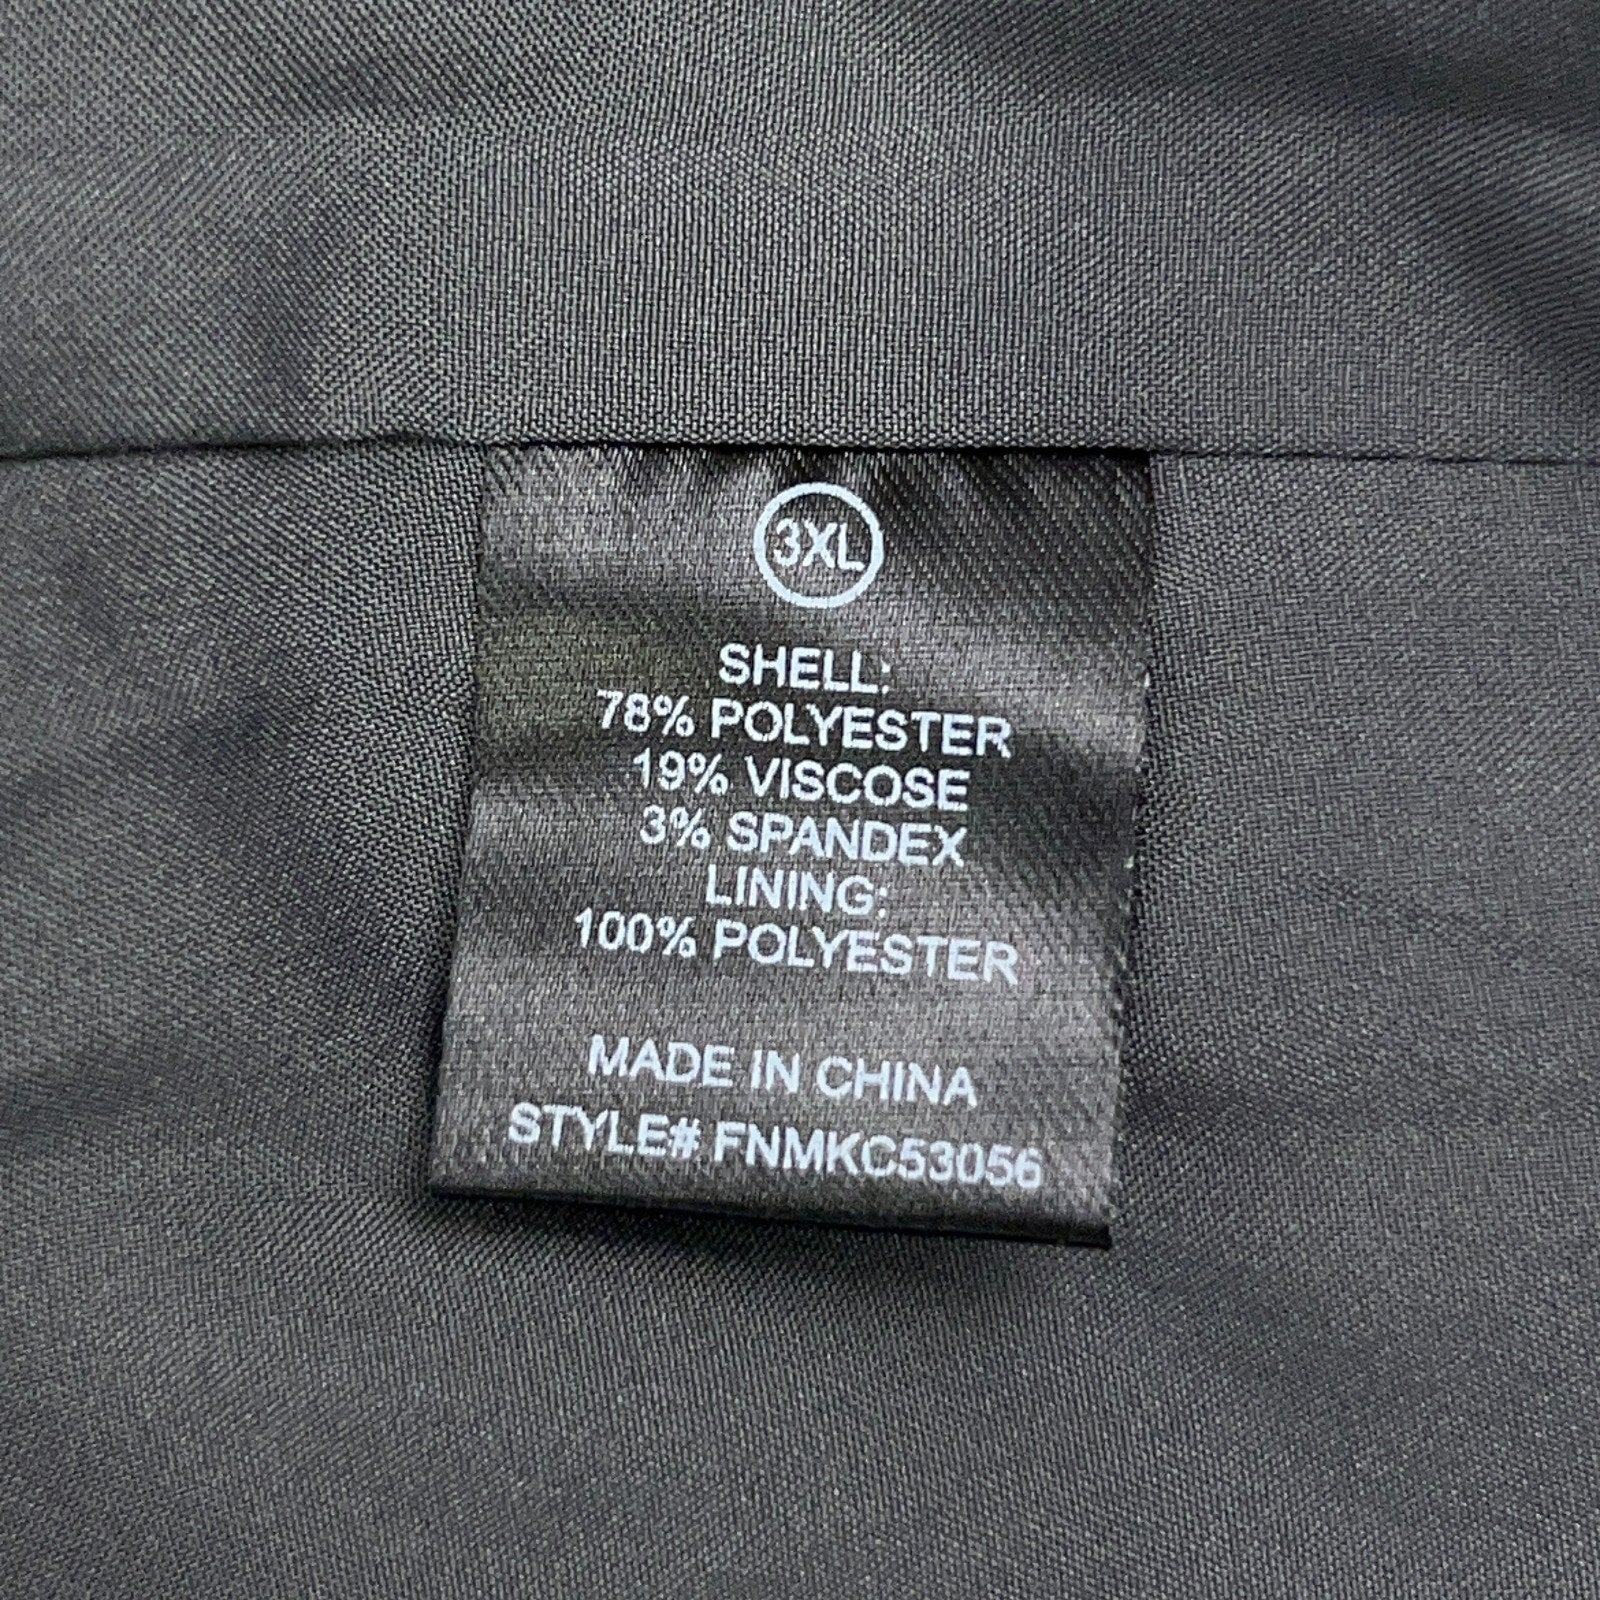 3XL
SHELL:
78% POLYESTER
19% VISCOSE
3% SPANDEX
LINING:
100% POLYESTER
MADE IN CHINA
STYLE# FNMKC53056